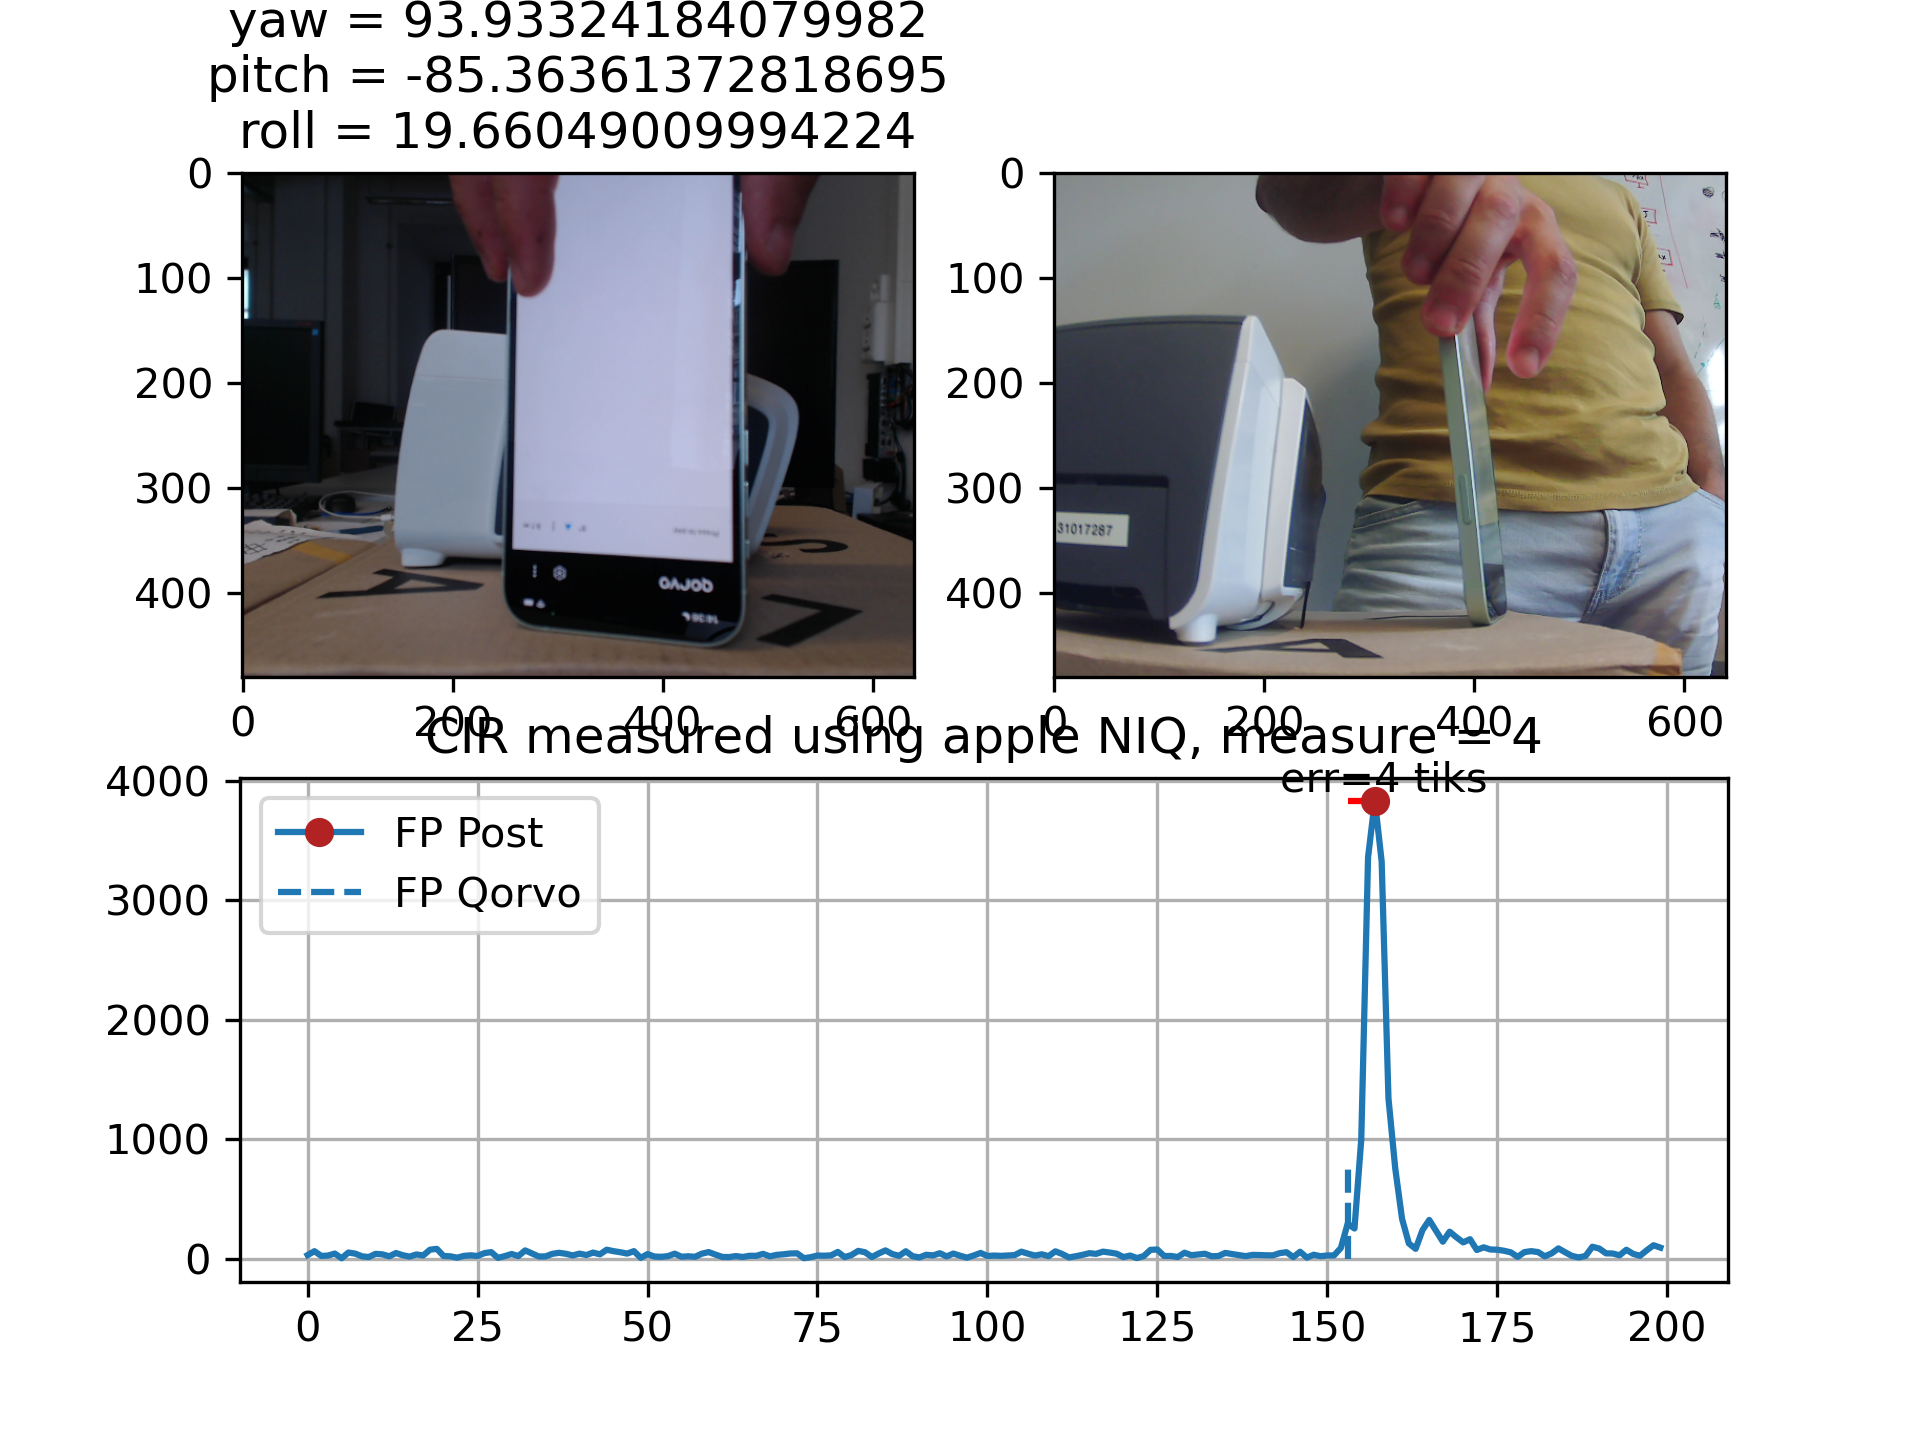 yaw = 93.93324184079982
pitch = -85.36361372818695
roll = 19.66049009994224
0
100
200
300
400
0
200
400
600
qorvo
A
L
S
0
100
200
300
400
0
200
400
600
31017287
A
CIR measured using apple NIQ, measure = 4
err=4 tiks
FP Post
FP Qorvo
4000
3000
2000
1000
0
0
25
50
75
100
125
150
175
200